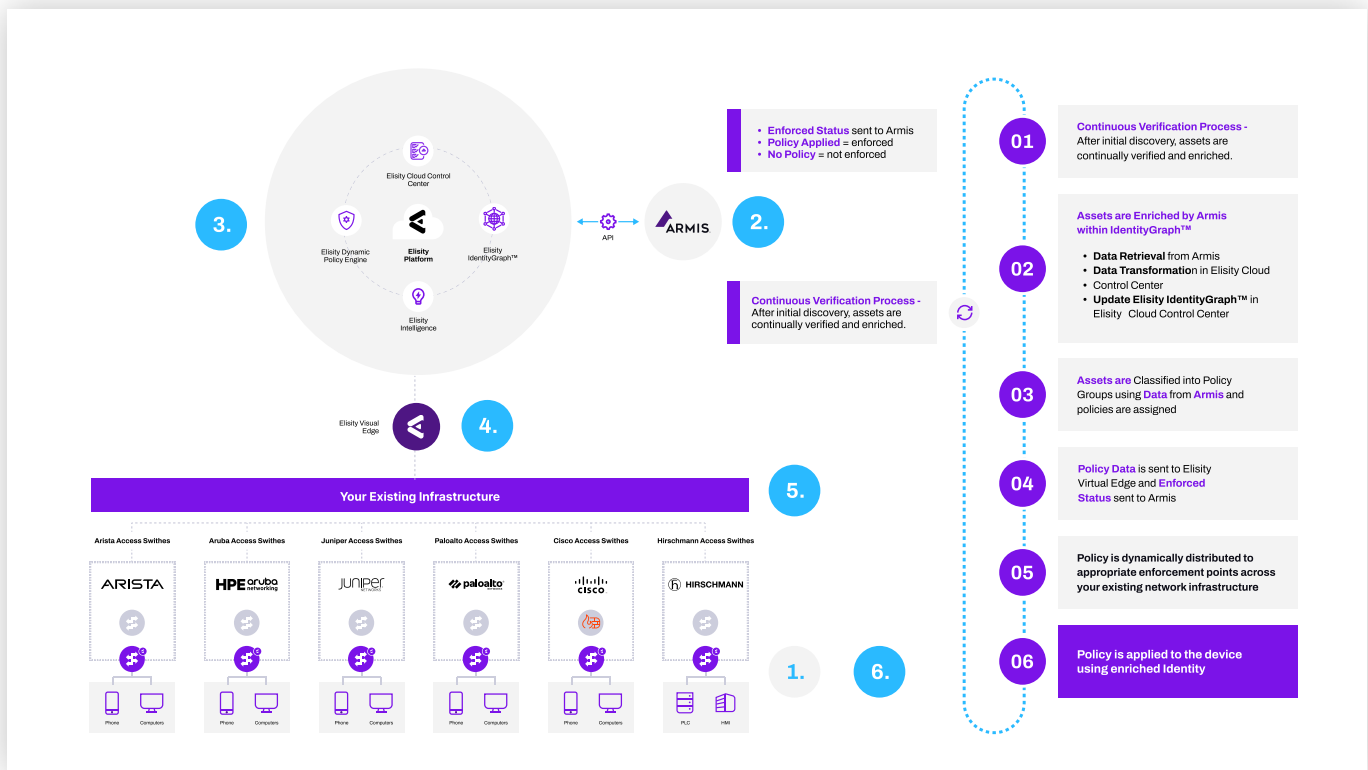 3.
Elisity Cloud Control
Center
Elisity Dynamic
Policy Engine
Elisity
Platform
Elisity
IdentityGraph™
Elisity
Intelligence
API
ARMIS
2.
• Enforced Status sent to Armis
• Policy Applied = enforced
• No Policy = not enforced
Continuous Verification Process -
After initial discovery, assets are
continually verified and enriched.
Elisity Visual
Edge
4.
Your Existing Infrastructure
5.
Arista Access Swithes
Aruba Access Swithes
Juniper Access Swithes
Paloalto Access Swithes
Cisco Access Swithes
Hirschmann Access Swithes
ARISTA
HPE aruba
networking
JUNIPER
NETWORKS
paloalto
CISCO
HIRSCHMANN
Phone
Computers
Phone
Computers
Phone
Computers
Phone
Computers
Phone
Computers
PLC
HMI
1.
6.
01
Continuous Verification Process -
After initial discovery, assets are
continually verified and enriched.
02
Assets are Enriched by Armis
within IdentityGraph™
• Data Retrieval from Armis
• Data Transformation in Elisity Cloud
• Control Center
• Update Elisity IdentityGraph™ in
Elisity Cloud Control Center
03
Assets are Classified into Policy
Groups using Data from Armis and
policies are assigned
04
Policy Data is sent to Elisity
Virtual Edge and Enforced
Status sent to Armis
05
Policy is dynamically distributed to
appropriate enforcement points across
your existing network infrastructure
06
Policy is applied to the device
using enriched Identity